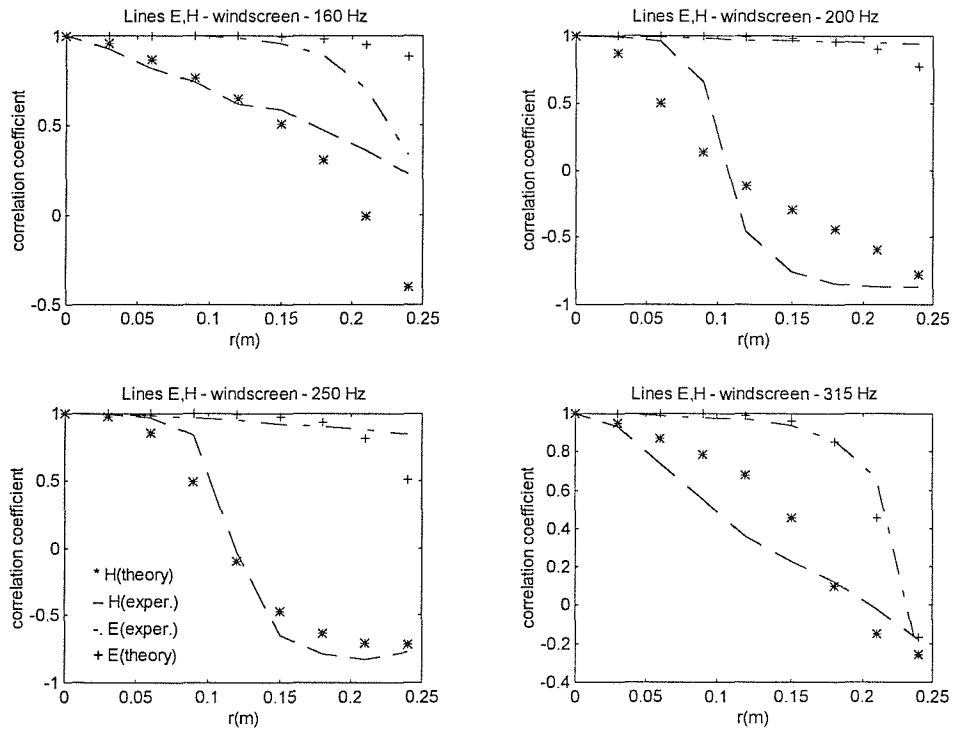 Lines E,H - windscreen - 160 Hz
correlation coefficient
1
0.5
0
-0.5
0 0.05 0.1 0.15 0.2 0.25
r(m)
Lines E,H - windscreen - 200 Hz
correlation coefficient
1
0.5
0
-0.5
-1
0 0.05 0.1 0.15 0.2 0.25
r(m)
Lines E,H - windscreen - 250 Hz
correlation coefficient
1
0.5
0
-0.5
-1
* H(theory)
— H(exper.)
-. E(exper.)
+ E(theory)
0 0.05 0.1 0.15 0.2 0.25
r(m)
Lines E,H - windscreen - 315 Hz
correlation coefficient
1
0.8
0.6
0.4
0.2
0
-0.2
-0.4
0 0.05 0.1 0.15 0.2 0.25
r(m)